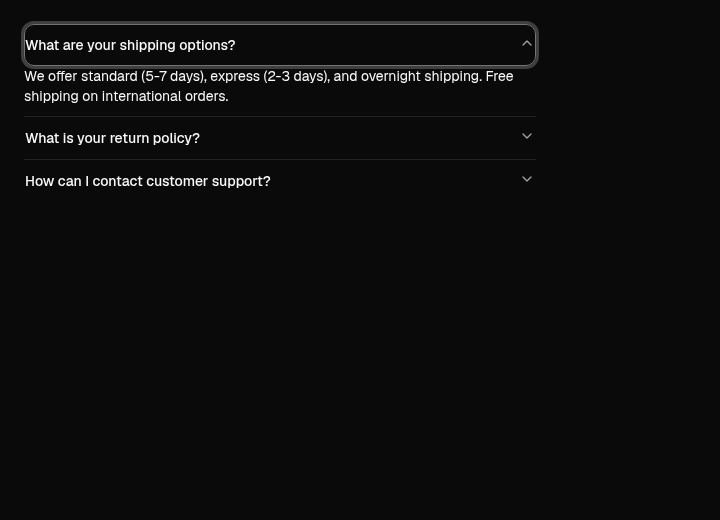 What are your shipping options?
We offer standard (5-7 days), express (2-3 days), and overnight shipping. Free
shipping on international orders.
What is your return policy?
How can I contact customer support?